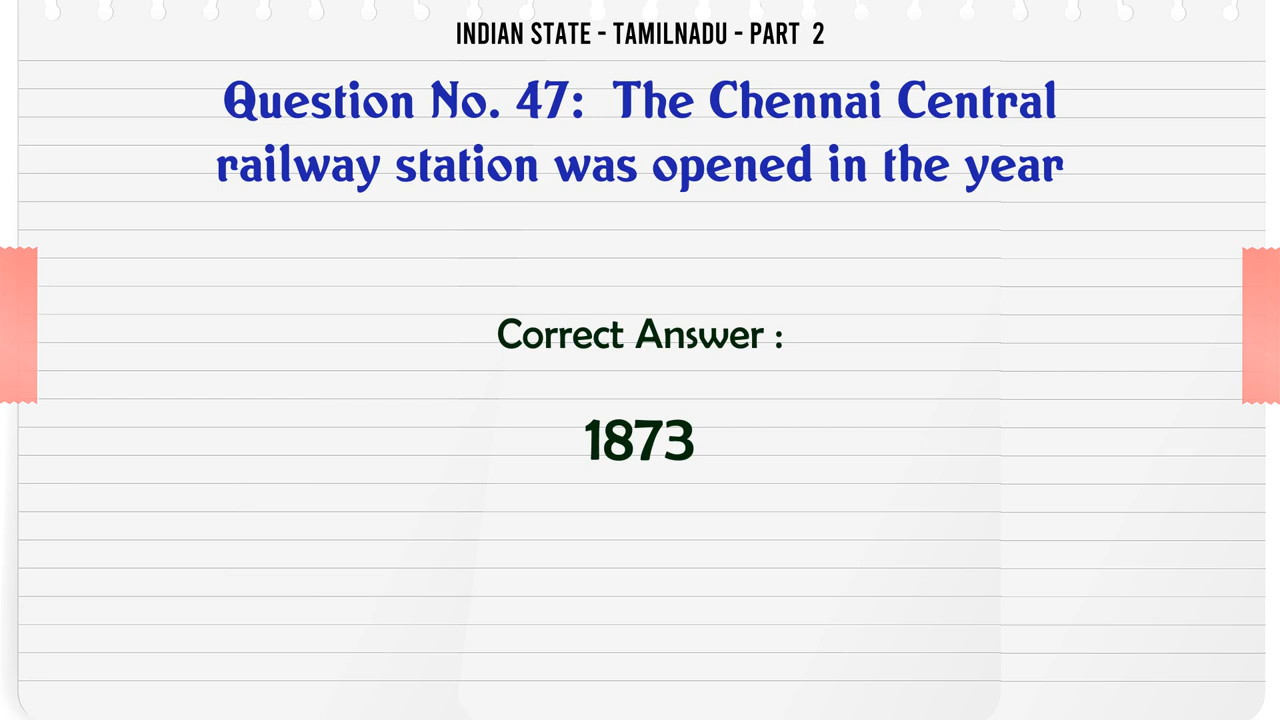 INDIAN STATE - TAMILNADU - PART 2
Question No. 47: The Chennai Central
railway station was opened in the year
Correct Answer :
1873